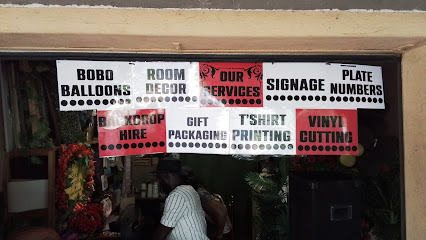 BOBO
BALLOONS
ROOM
DECOR
OUR
SERVICES
SIGNAGE
PLATE
NUMBERS
BACKDROP
HIRE
GIFT
PACKAGING
T'SHIRT
PRINTING
VINYL
CUTTING